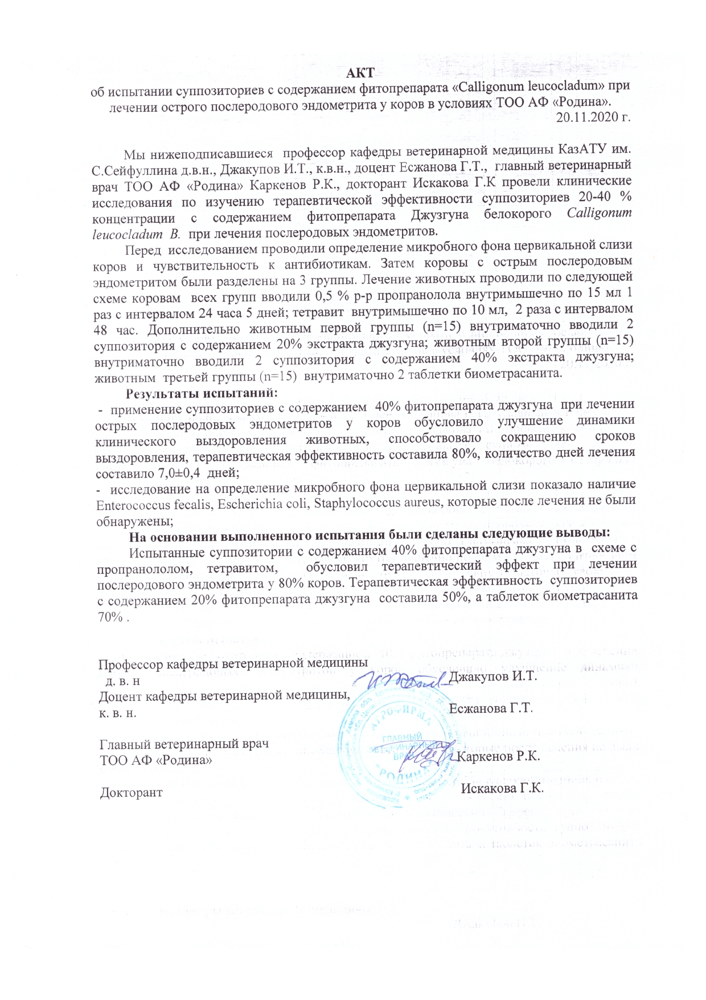 АКТ
об испытании суппозиториев с содержанием фитопрепарата «Calligonum leucocladum» при
лечении острого послеродового эндометрита у коров в условиях ТОО АФ «Родина».
20.11.2020 г.
Мы нижеподписавшиеся профессор кафедры ветеринарной медицины КазАТУ им.
С.Сейфуллина д.в.н., Джакупов И.Т., к.в.н., доцент Есжанова Г.Т., главный ветеринарный
врач ТОО АФ «Родина» Каркенов Р.К., докторант Искакова Г.К провели клинические
исследования по изучению терапевтической эффективности суппозиториев 20-40 %
концентрации с содержанием фитопрепарата Джузгуна белокорого Calligonum
leucocladum B. при лечения послеродовых эндометритов.
Перед исследованием проводили определение микробного фона цервикальной слизи
коров и чувствительность к антибиотикам. Затем коровы с острым послеродовым
эндометритом были разделены на 3 группы. Лечение животных проводили по следующей
схеме коровам всех групп вводили 0,5 % р-р пропранолола внутримышечно по 15 мл 1
раз с интервалом 24 часа 5 дней; тетравит внутримышечно по 10 мл, 2 раза с интервалом
48 час. Дополнительно животным первой группы (n=15) внутриматочно вводили 2
суппозитория с содержанием 20% экстракта джузгуна; животным второй группы (n=15)
внутриматочно вводили 2 суппозитория с содержанием 40% экстракта джузгуна;
животным третьей группы (n=15) внутриматочно 2 таблетки биометрасанита.
Результаты испытаний:
- применение суппозиториев с содержанием 40% фитопрепарата джузгуна при лечении
острых послеродовых эндометритов у коров обусловило улучшение динамики
клинического выздоровления животных, способствовало сокращению сроков
выздоровления, терапевтическая эффективность составила 80%, количество дней лечения
составило 7,0±0,4 дней;
- исследование на определение микробного фона цервикальной слизи показало наличие
Enterococcus fecalis, Escherichia coli, Staphylococcus aureus, которые после лечения не были
обнаружены;
На основании выполненного испытания были сделаны следующие выводы:
Испытанные суппозитории с содержанием 40% фитопрепарата джузгуна в схеме с
пропранололом, тетравитом, обусловил терапевтический эффект при лечении
послеродового эндометрита у 80% коров. Терапевтическая эффективность суппозиториев
с содержанием 20% фитопрепарата джузгуна составила 50%, а таблеток биометрасанита
70% .
Профессор кафедры ветеринарной медицины
д. в. н Джакупов И.Т.
Доцент кафедры ветеринарной медицины,
к. в. н. Есжанова Г.Т.
АГРОФИРМА
ГЛАВНЫЙ
ВЕТЕРИНАРНЫЙ
ВРАЧ
"РОДИНА"
Главный ветеринарный врач
ТОО АФ «Родина» Каркенов Р.К.
Докторант Искакова Г.К.